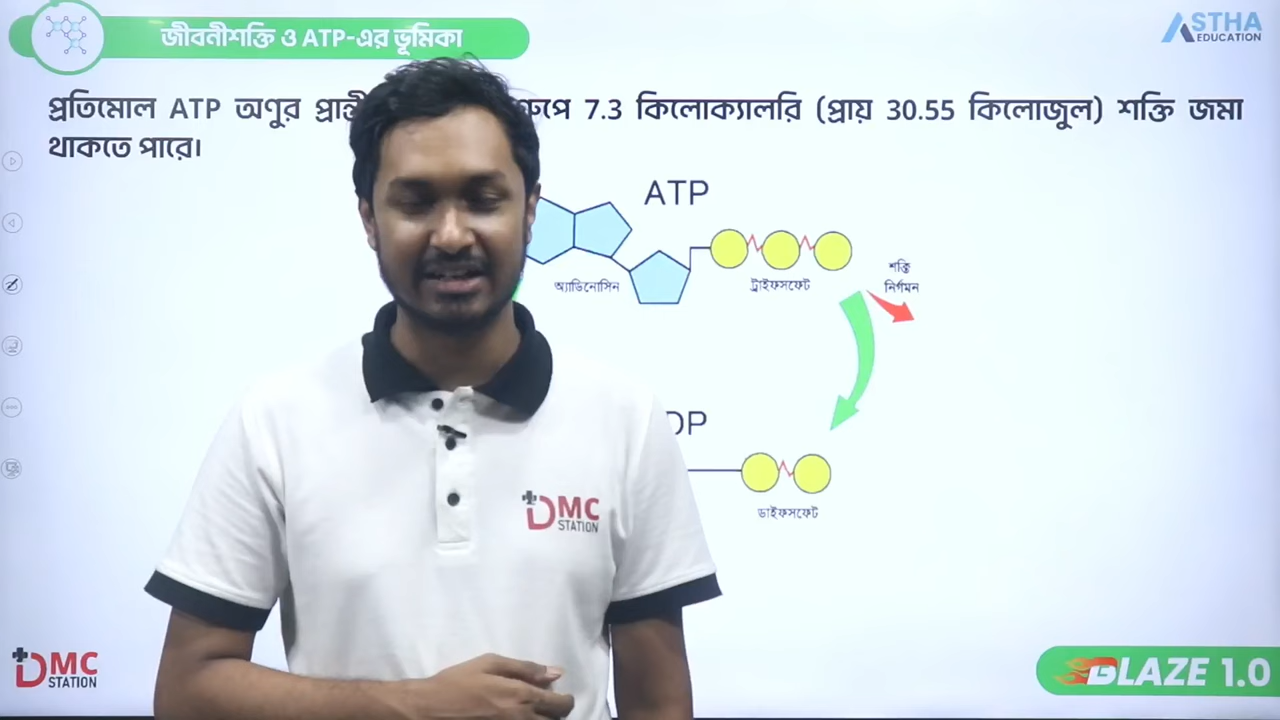 জীবনীশক্তি ও ATP-এর ভূমিকা
ASTHA
EDUCATION
প্রতিমোল ATP অণুর 7.3 কিলোক্যালরি (প্রায় 30.55 কিলোজুল) শক্তি জমা
থাকতে পারে।
ATP
অ্যাডিনোসিন
ট্রাইফসফেট
শক্তি
নির্গমন
DP
ডাইফসফেট
DMC
STATION
DMC
STATION
BLAZE 1.0